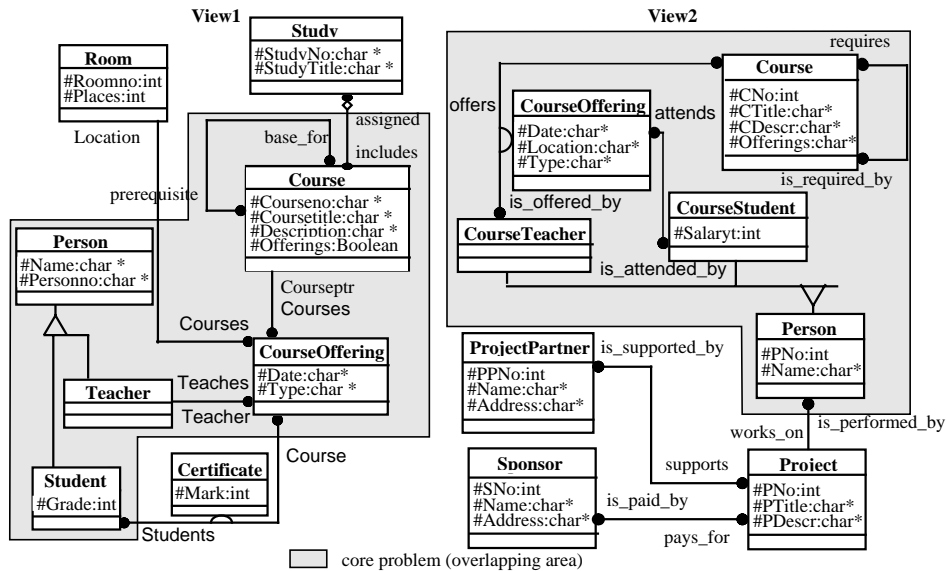 View1
Study
#StudyNo:char *
#StudyTitle:char *
Room
#Roomno:int
#Places:int
Location
assigned
base_for
includes
prerequisite
Course
#Courseno:char *
#Coursetitle:char *
#Description:char *
#Offerings:Boolean
Person
#Name:char *
#Personno:char *
Courseptr
Courses
Courses
CourseOffering
#Date:char*
#Type:char *
Teaches
Teacher
Teacher
Course
Certificate
#Mark:int
Student
#Grade:int
Students
View2
requires
Course
#CNo:int
#CTitle:char*
#CDescr:char*
#Offerings:char*
offers
CourseOffering
#Date:char*
#Location:char*
#Type:char*
attends
is_required_by
is_offered_by
CourseStudent
#Salaryt:int
CourseTeacher
is_attended_by
Person
#PNo:int
#Name:char*
ProjectPartner
#PPNo:int
#Name:char*
#Address:char*
is_supported_by
is_performed_by
works_on
supports
Sponsor
#SNo:int
#Name:char*
#Address:char*
is_paid_by
pays_for
Project
#PNo:int
#PTitle:char*
#PDescr:char*
core problem (overlapping area)